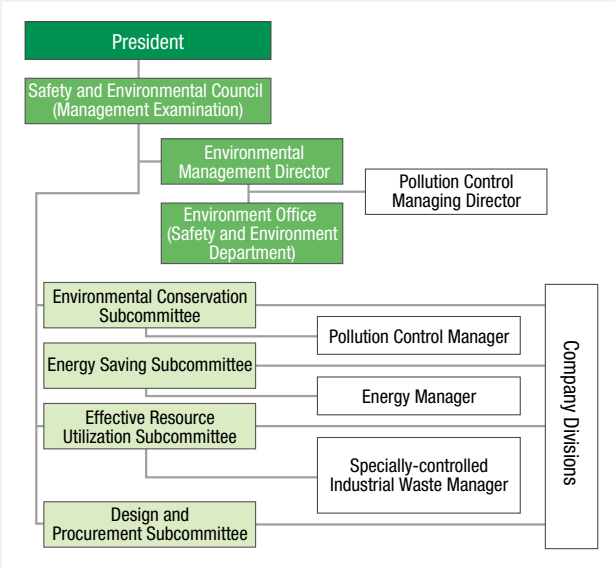 President
Safety and Environmental Council
(Management Examination)
Environmental
Management Director
Pollution Control
Managing Director
Environment Office
(Safety and Environment
Department)
Environmental Conservation
Subcommittee
Pollution Control Manager
Energy Saving Subcommittee
Energy Manager
Effective Resource
Utilization Subcommittee
Specially-controlled
Industrial Waste Manager
Design and
Procurement Subcommittee
Company Divisions